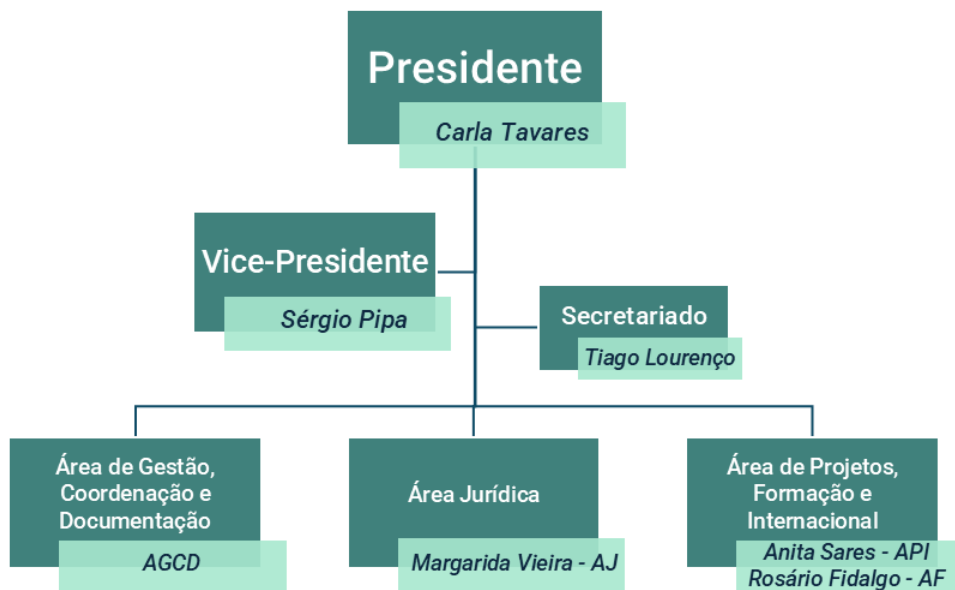 Presidente
Carla Tavares
Vice-Presidente
Sérgio Pipa
Secretariado
Tiago Lourenço
Área de Gestão,
Coordenação e
Documentação
AGCD
Área Jurídica
Margarida Vieira - AJ
Área de Projetos,
Formação e
Internacional
Anita Sares - API
Rosário Fidalgo - AF